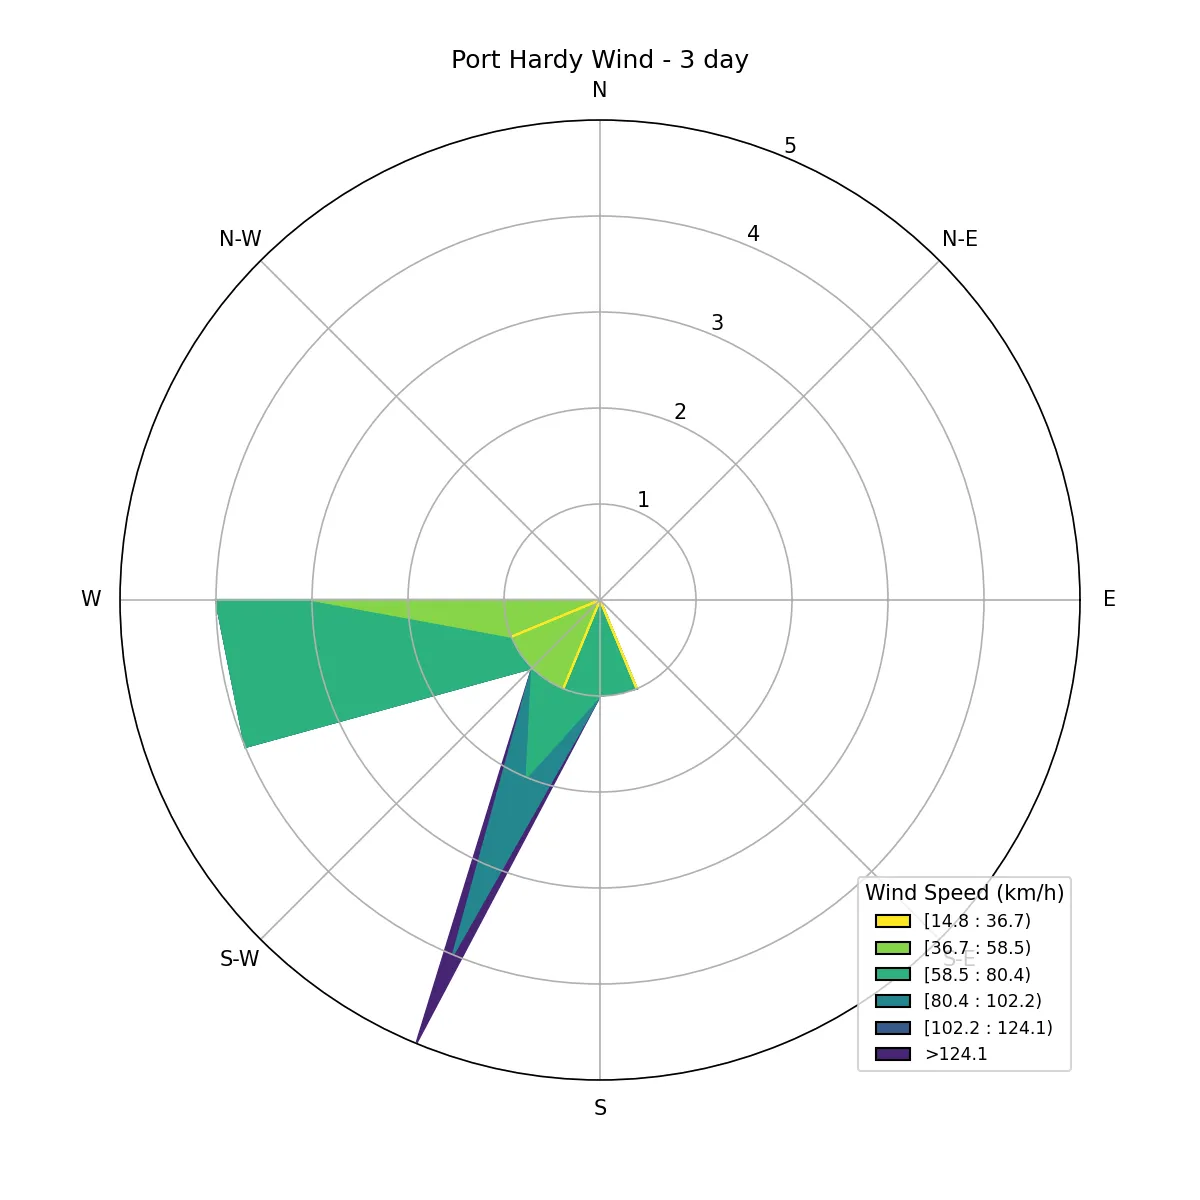 Port Hardy Wind - 3 day
N
5
N-W
4
N-E
3
2
1
W
E
Wind Speed (km/h)
[14.8 : 36.7)
[36.7 : 58.5)
S-W
S-E
[58.5 : 80.4)
[80.4 : 102.2)
[102.2 : 124.1)
>124.1
S